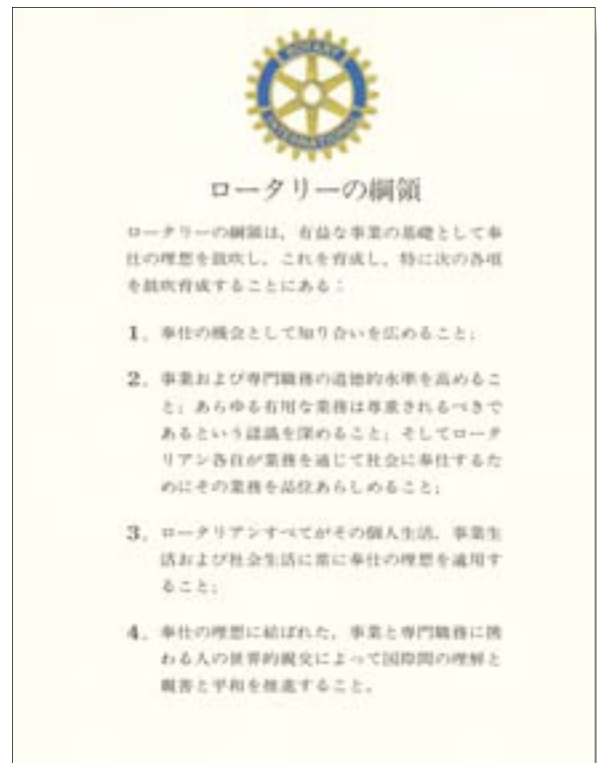 ROTARY
INTERNATIONAL
ロータリーの綱領
ロータリーの綱領は、有益な事業の基礎として奉
仕の理想を鼓吹し、これを育成し、特に次の各項
を鼓吹育成することにある：
1. 奉仕の機会として知り合いを広めること；
2. 事業および専門職務の道徳的水準を高めるこ
と；あらゆる有用な業務は尊重されるべきで
あるという認識を深めること；そしてロータ
リアン各自が業務を通じて社会に奉仕するた
めにその業務を品位あらしめること；
3. ロータリアンすべてがその個人生活、事業生
活および社会生活に常に奉仕の理想を適用す
ること；
4. 奉仕の理想に結ばれた、事業と専門職務に携
わる人の世界的親交によって国際間の理解と
親善と平和を推進すること。